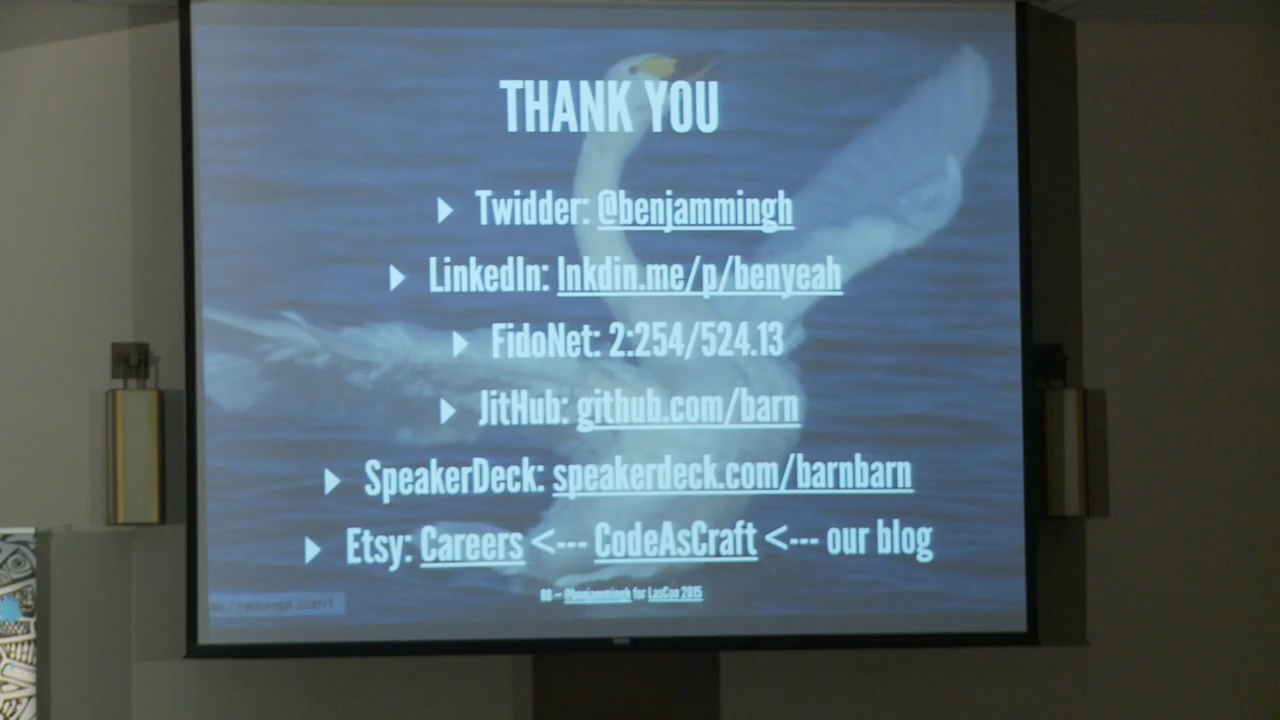 THANK YOU
▶ Twidder: @benjammingh
▶ LinkedIn: lnkdin.me/p/benyeah
▶ FidoNet: 2:254/524.13
▶ JitHub: github.com/barn
▶ SpeakerDeck: speakerdeck.com/barnbarn
▶ Etsy: Careers <--- CodeAsCraft <--- our blog
— @benjammingh for LasCon 2015